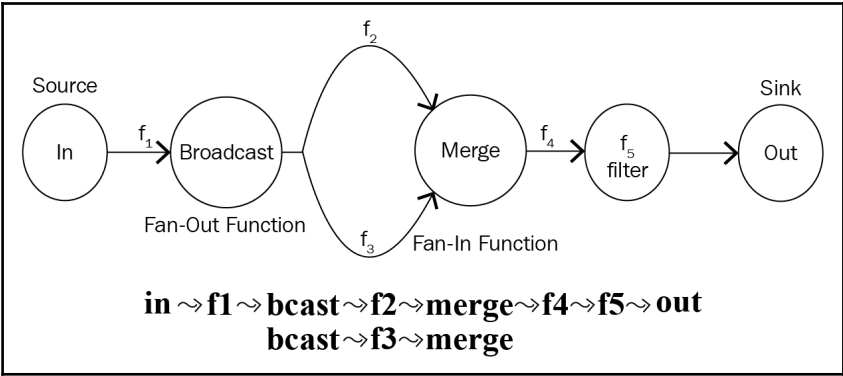 f₂
Source
Sink
In
f₁
Broadcast
Merge
f₄
f₅
filter
Out
Fan-Out Function
f₃
Fan-In Function
in ⤳ f1 ⤳ bcast ⤳ f2 ⤳ merge ⤳ f4 ⤳ f5 ⤳ out
bcast ⤳ f3 ⤳ merge